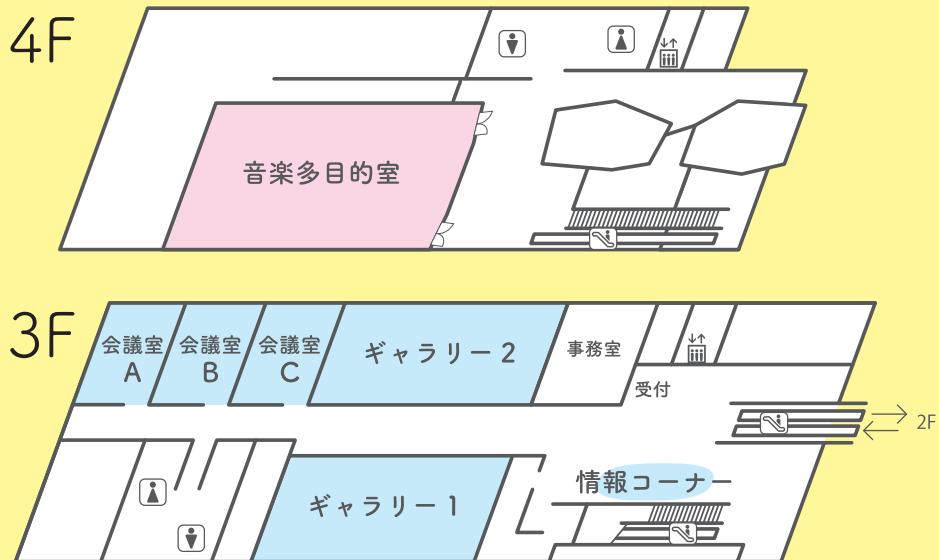 4F
音楽多目的室
3F
会議室
A
会議室
B
会議室
C
ギャラリー2
事務室
受付
2F
情報コーナー
ギャラリー1